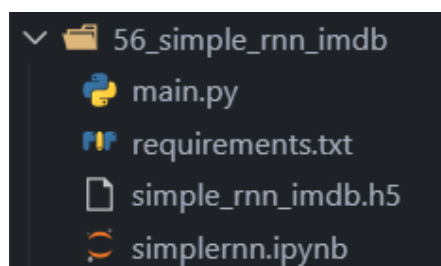 56_simple_rnn_imdb
main.py
requirements.txt
simple_rnn_imdb.h5
simplernn.ipynb